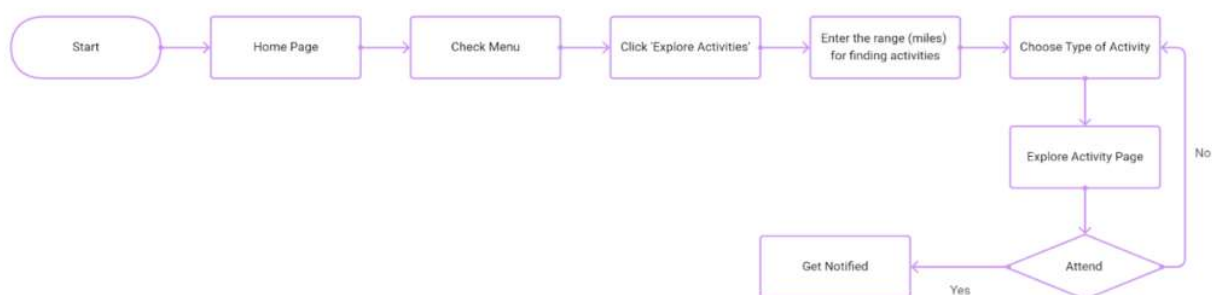 Start
Home Page
Check Menu
Click 'Explore Activities'
Enter the range (miles)
for finding activities
Choose Type of Activity
Explore Activity Page
No
Attend
Get Notified
Yes